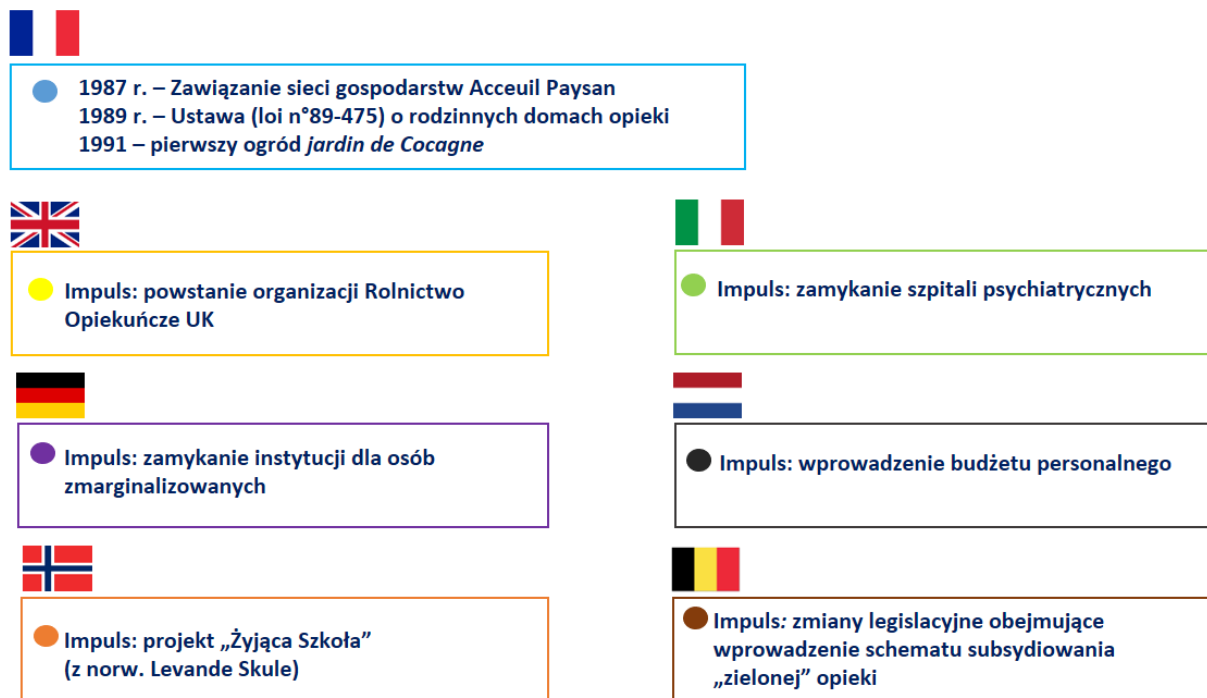 1987 r. – Zawiązanie sieci gospodarstw Acceuil Paysan
1989 r. – Ustawa (loi n°89-475) o rodzinnych domach opieki
1991 – pierwszy ogród jardin de Cocagne
Impuls: powstanie organizacji Rolnictwo
Opiekuńcze UK
Impuls: zamykanie szpitali psychiatrycznych
Impuls: zamykanie instytucji dla osób
zmarginalizowanych
Impuls: wprowadzenie budżetu personalnego
Impuls: projekt „Żyjąca Szkoła”
(z norw. Levande Skule)
Impuls: zmiany legislacyjne obejmujące
wprowadzenie schematu subsydiowania
„zielonej” opieki